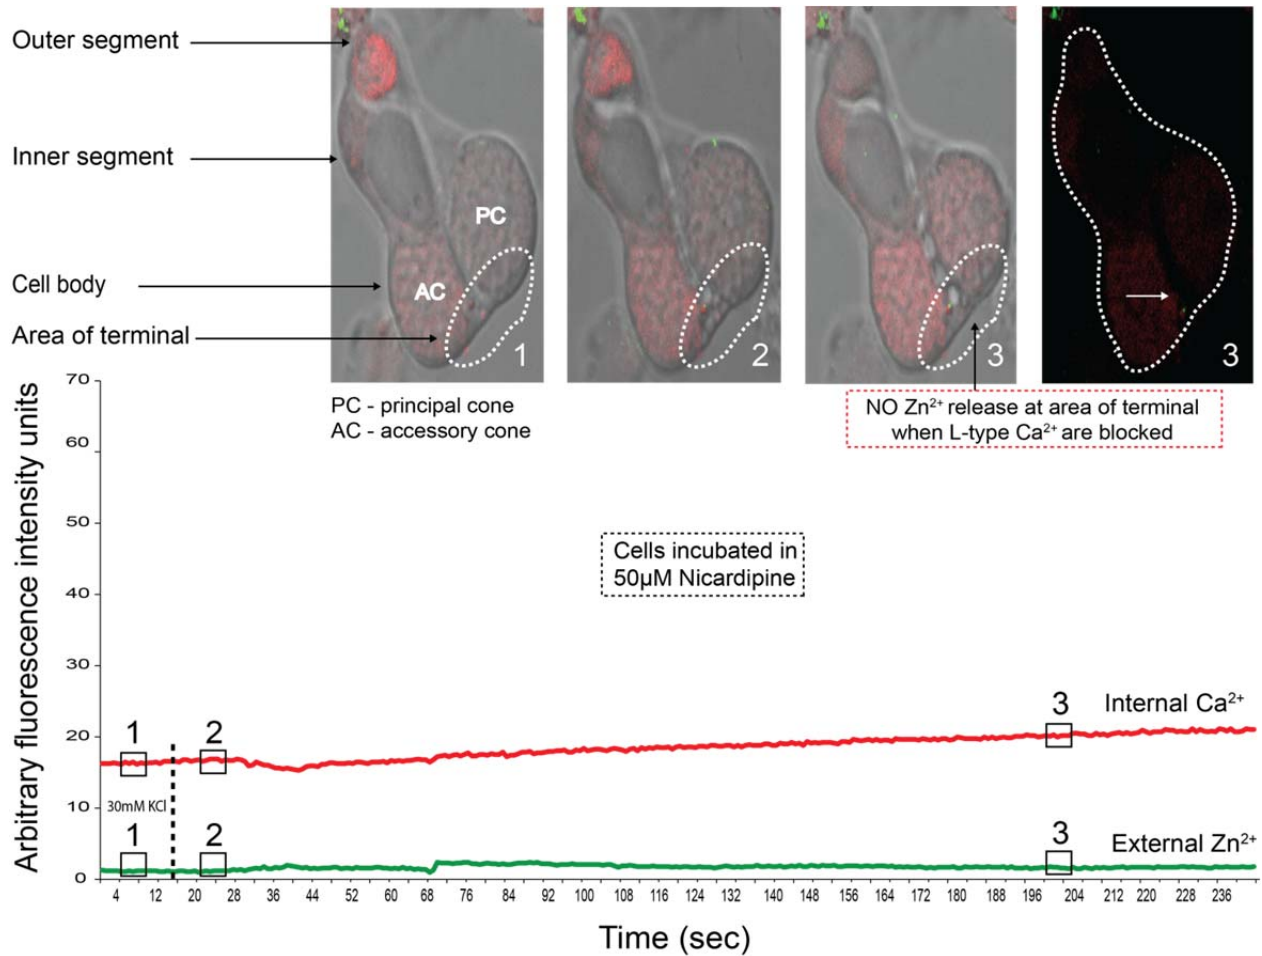 Outer segment
Inner segment
Cell body
Area of terminal
PC
AC
1
2
3
3
PC - principal cone
AC - accessory cone
NO Zn²⁺ release at area of terminal
when L-type Ca²⁺ are blocked
Arbitrary fluorescence intensity units
70
60
50
40
30
20
10
0
Cells incubated in
50µM Nicardipine
1
2
3
Internal Ca²⁺
30mM KCl
1
2
3
External Zn²⁺
4 12 20 28 36 44 52 60 68 76 84 92 100 108 116 124 132 140 148 156 164 172 180 188 196 204 212 220 228 236
Time (sec)